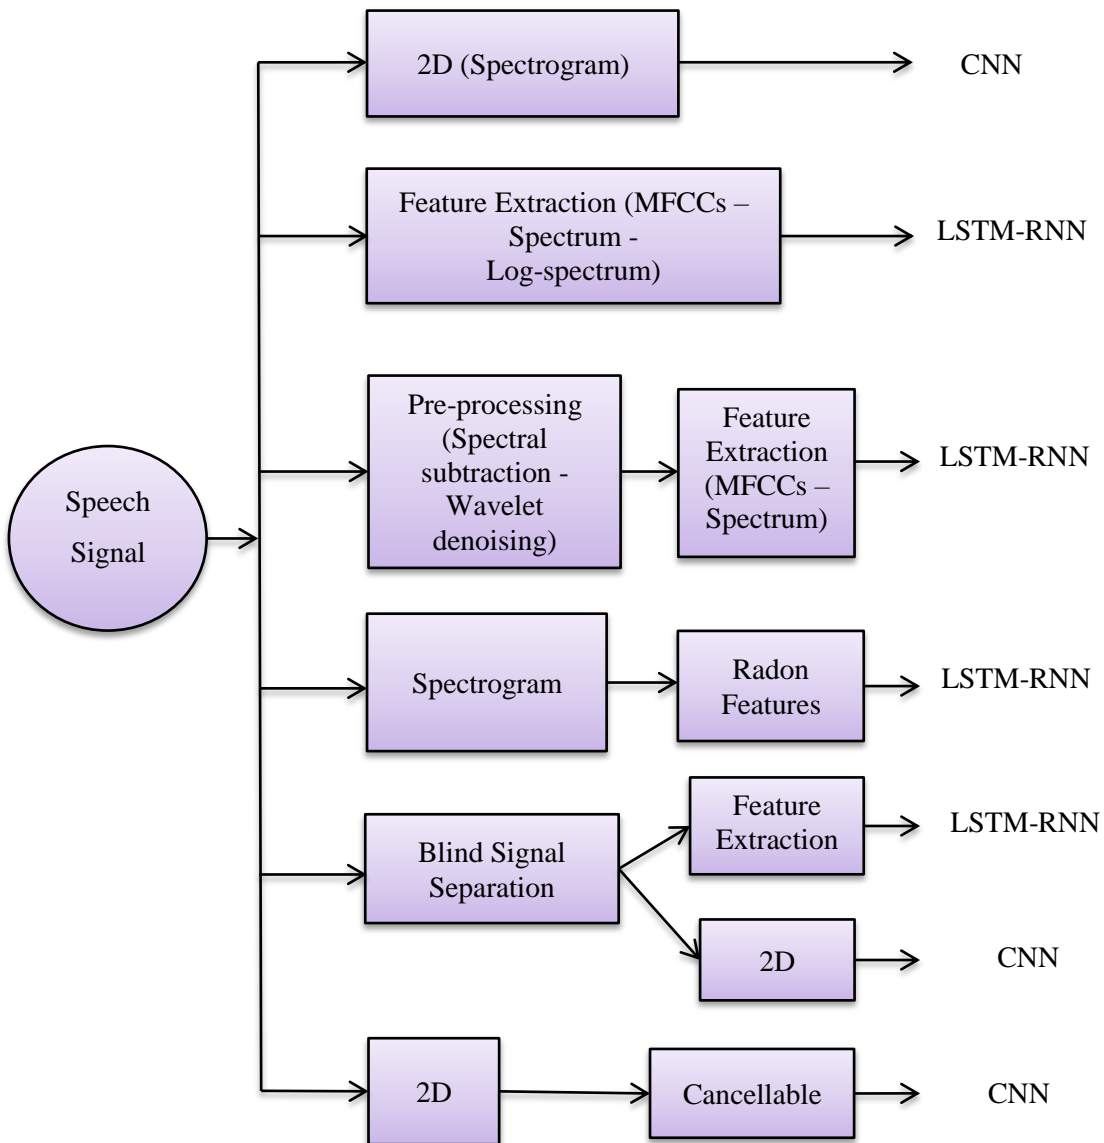 2D (Spectrogram)
CNN
Feature Extraction (MFCCs –
Spectrum -
Log-spectrum)
LSTM-RNN
Pre-processing
(Spectral
subtraction -
Wavelet
denoising)
Feature
Extraction
(MFCCs –
Spectrum)
LSTM-RNN
Speech
Signal
Spectrogram
Radon
Features
LSTM-RNN
Blind Signal
Separation
Feature
Extraction
LSTM-RNN
2D
CNN
2D
Cancellable
CNN